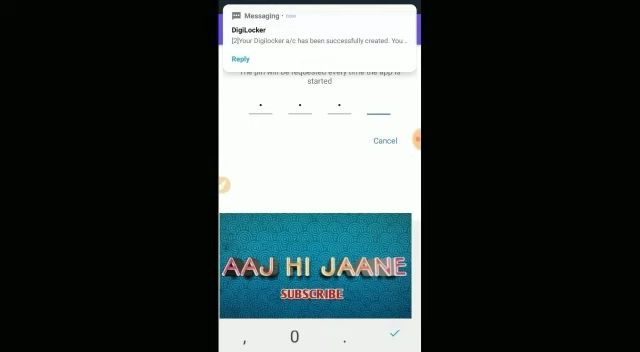 Messaging • now
DigiLocker
[2]Your Digilocker a/c has been successfully created. You ..
Reply
The pin will be requested every time the app is
started
Cancel
AAJ HI JAANE
SUBSCRIBE
, 0 .